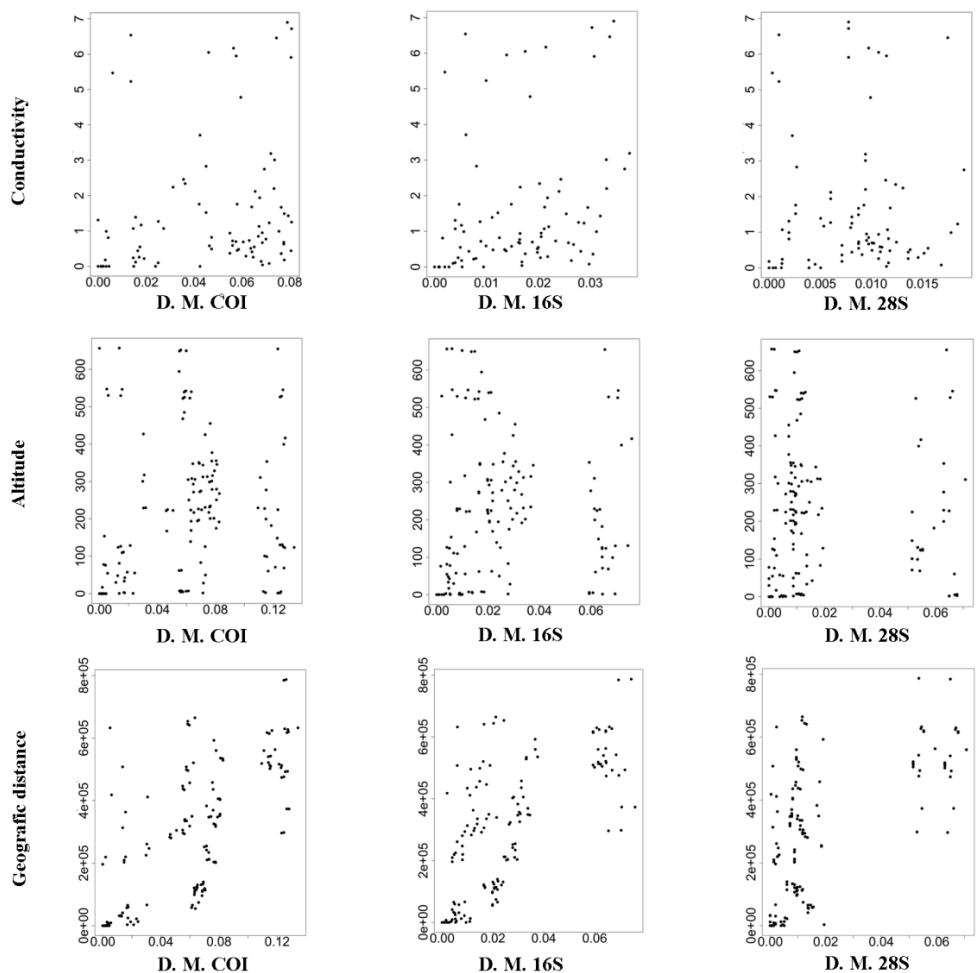 Conductivity
7
6
5
4
3
2
1
0
0.00 0.02 0.04 0.06 0.08
D. M. COI
7
6
5
4
3
2
1
0
0.00 0.01 0.02 0.03
D. M. 16S
7
6
5
4
3
2
1
0
0.000 0.005 0.010 0.015
D. M. 28S
Altitude
600
500
400
300
200
100
0
0.00 0.04 0.08 0.12
D. M. COI
600
500
400
300
200
100
0
0.00 0.02 0.04 0.06
D. M. 16S
600
500
400
300
200
100
0
0.00 0.02 0.04 0.06
D. M. 28S
Geografic distance
8e+05
6e+05
4e+05
2e+05
0e+00
0.00 0.04 0.08 0.12
D. M. COI
8e+05
6e+05
4e+05
2e+05
0e+00
0.00 0.02 0.04 0.06
D. M. 16S
8e+05
6e+05
4e+05
2e+05
0e+00
0.00 0.02 0.04 0.06
D. M. 28S